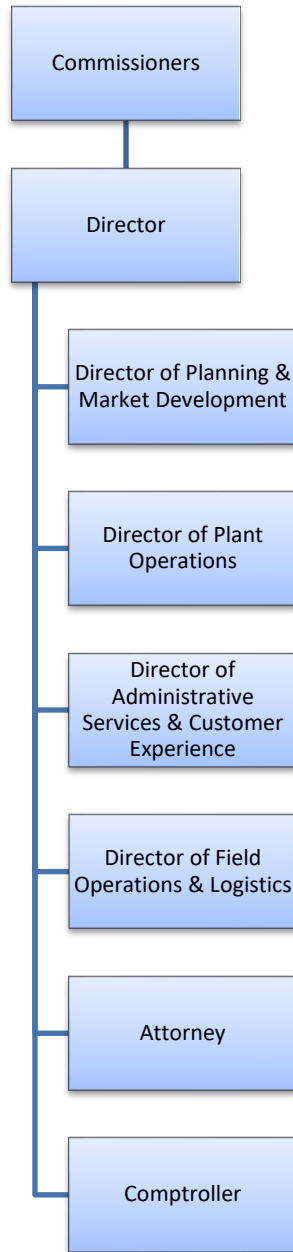 Commissioners
Director
Director of Planning &
Market Development
Director of Plant
Operations
Director of
Administrative
Services & Customer
Experience
Director of Field
Operations & Logistics
Attorney
Comptroller